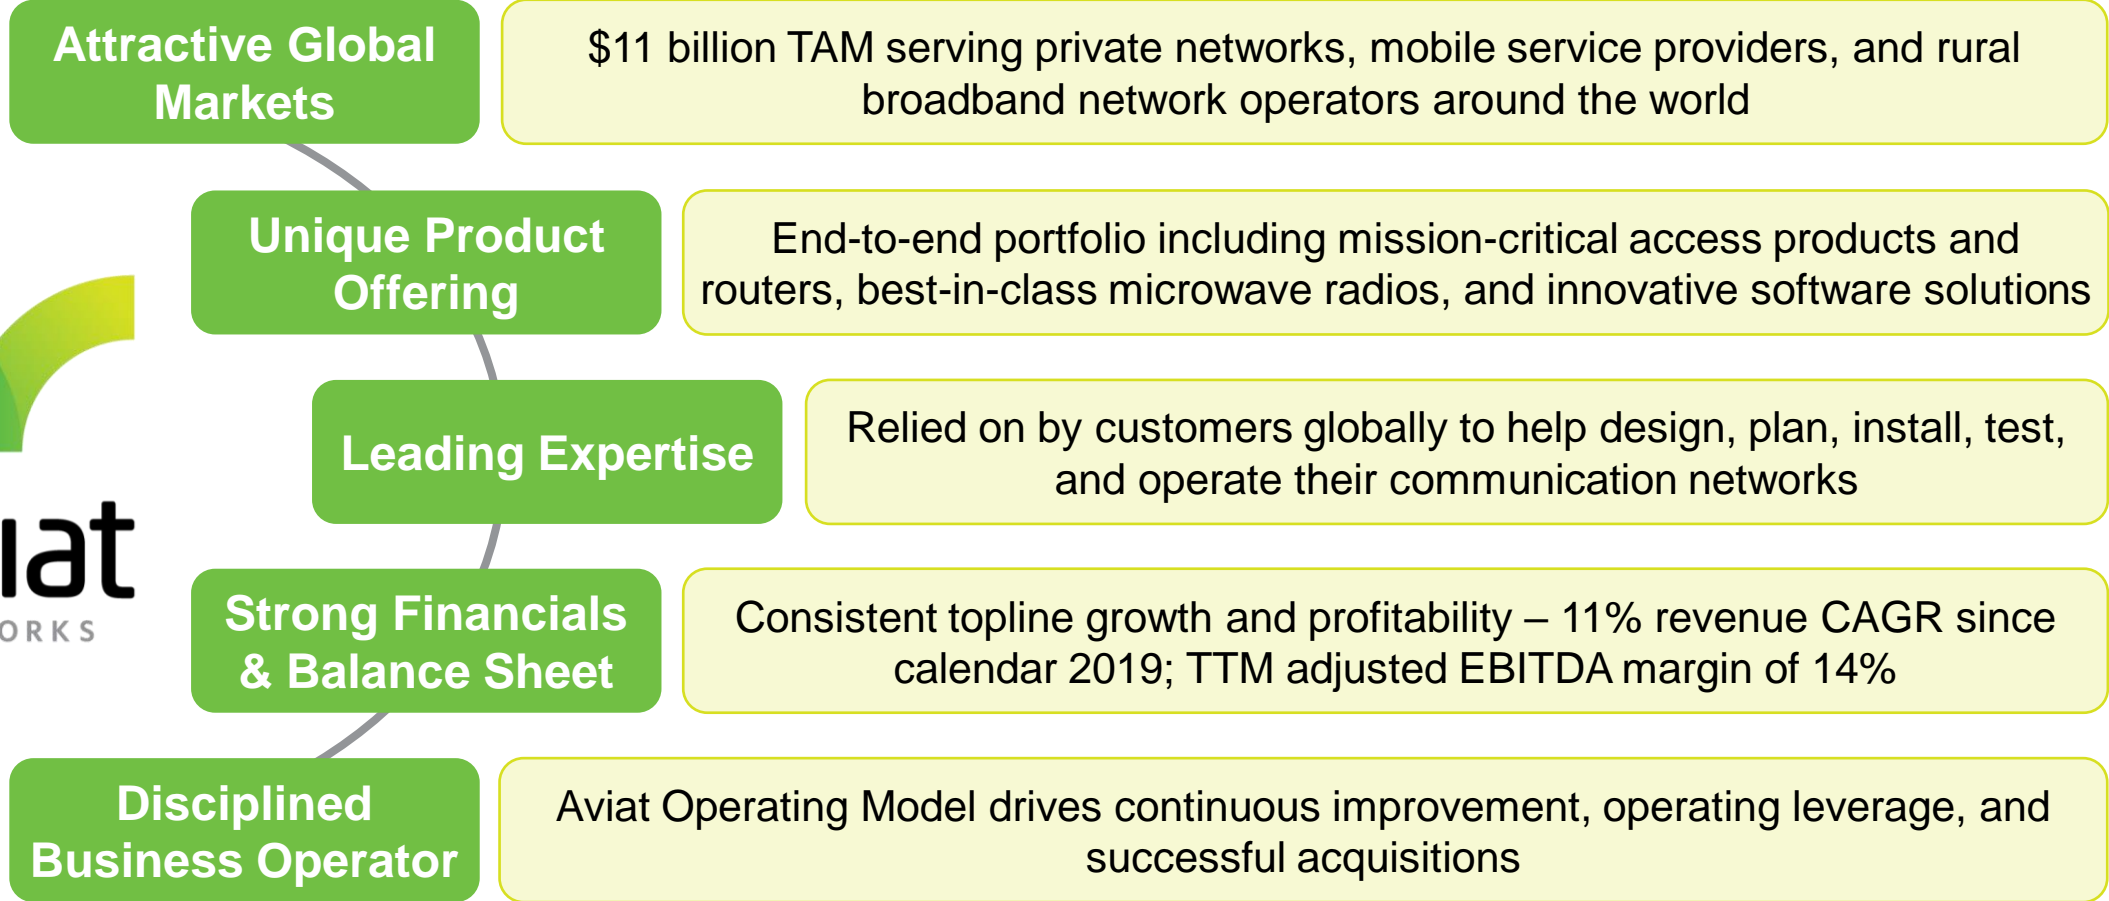 Attractive Global
Markets
$11 billion TAM serving private networks, mobile service providers, and rural
broadband network operators around the world
Unique Product
Offering
End-to-end portfolio including mission-critical access products and
routers, best-in-class microwave radios, and innovative software solutions
Leading Expertise
Relied on by customers globally to help design, plan, install, test,
and operate their communication networks
iat
ORKS
Strong Financials
& Balance Sheet
Consistent topline growth and profitability – 11% revenue CAGR since
calendar 2019; TTM adjusted EBITDA margin of 14%
Disciplined
Business Operator
Aviat Operating Model drives continuous improvement, operating leverage, and
successful acquisitions